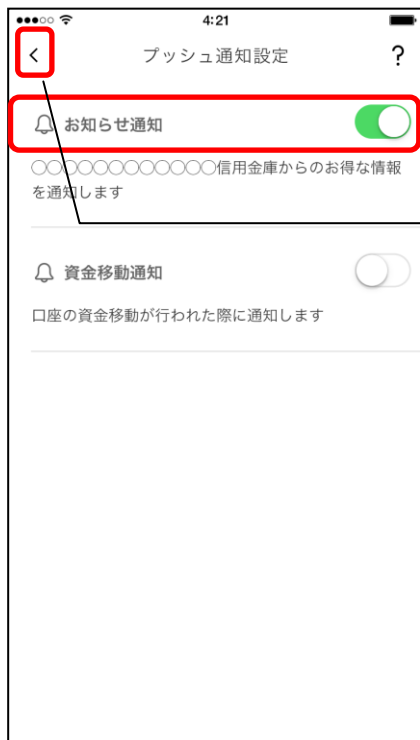 4:21
プッシュ通知設定 ?
お知らせ通知
○○○○○○○○○○○○信用金庫からのお得な情報
を通知します
資金移動通知
口座の資金移動が行われた際に通知します